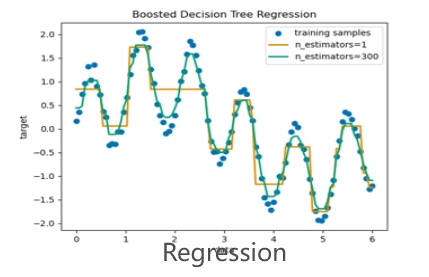 Boosted Decision Tree Regression
training samples
n_estimators=1
n_estimators=300
target
2.0
1.5
1.0
0.5
0.0
−0.5
−1.0
−1.5
−2.0
0 1 2 3 4 5 6
Regression